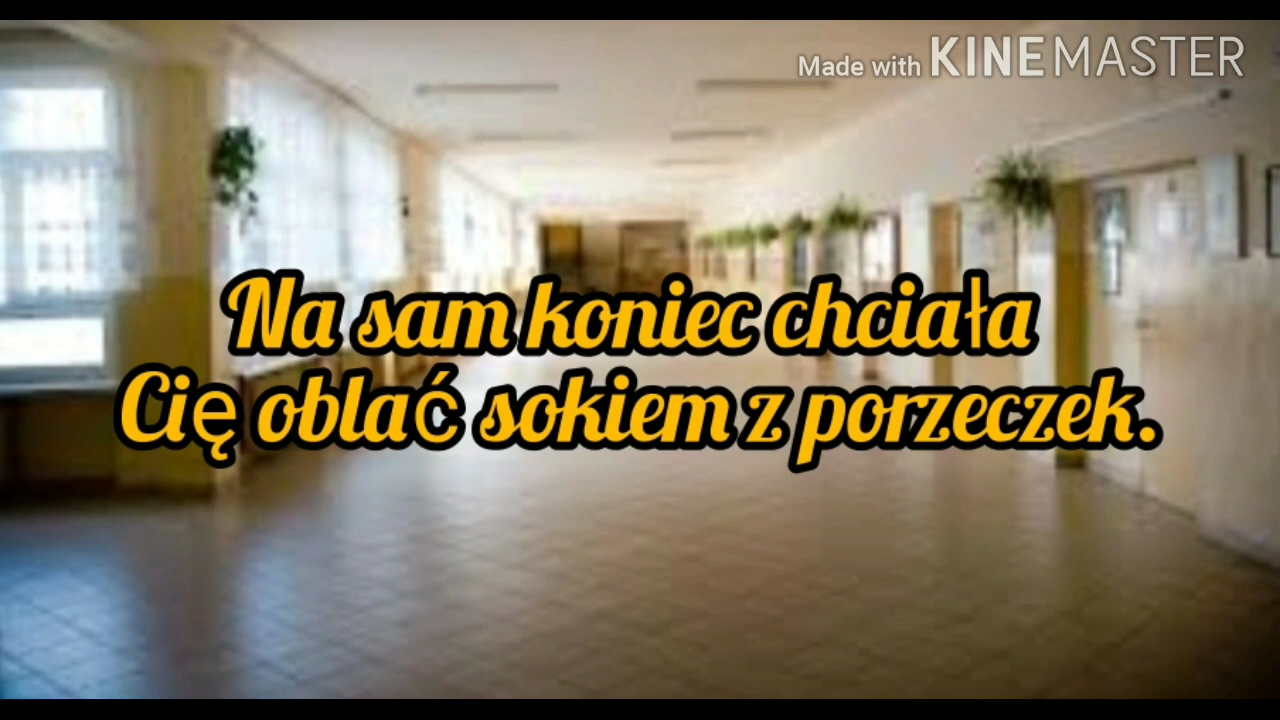 Made with KINEMASTER
Na sam koniec chciała
Cię oblać sokiem z porzeczek.